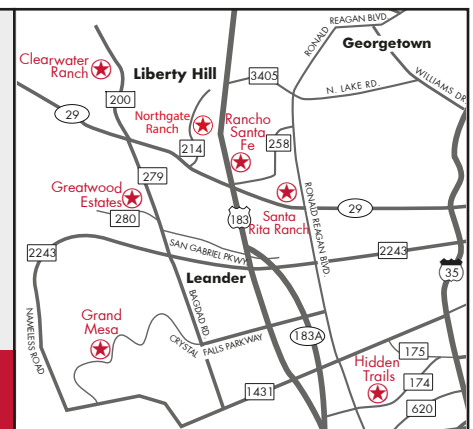 RONALD
REAGAN BLVD.
Georgetown
Clearwater
Ranch
Liberty Hill
3405
WILLIAMS DR.
N. LAKE RD.
200
29
Northgate
Ranch
Rancho
Santa
Fe
214
258
279
Greatwood
Estates
280
183
Santa
Rita Ranch
RONALD REAGAN BLVD.
29
2243
SAN GABRIEL PKWY
2243
Leander
35
NAMELESS ROAD
BAGDAD RD
Grand
Mesa
CRYSTAL FALLS PARKWAY
183A
175
Hidden
Trails
174
1431
620